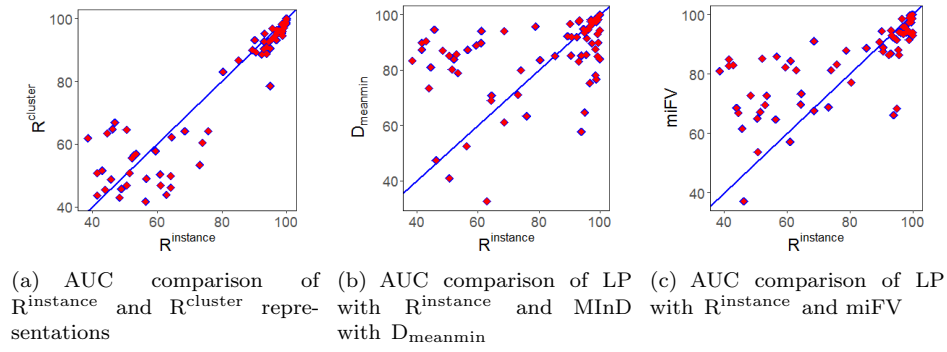 100
80
60
40
R^cluster
40
60
80
100
R^instance
100
80
60
40
D_meanmin
40
60
80
100
R^instance
100
80
60
40
miFV
40
60
80
100
R^instance
(a) AUC comparison of
R^instance and R^cluster repre-
sentations
(b) AUC comparison of LP
with R^instance and MInD
with D_meanmin
(c) AUC comparison of LP
with R^instance and miFV